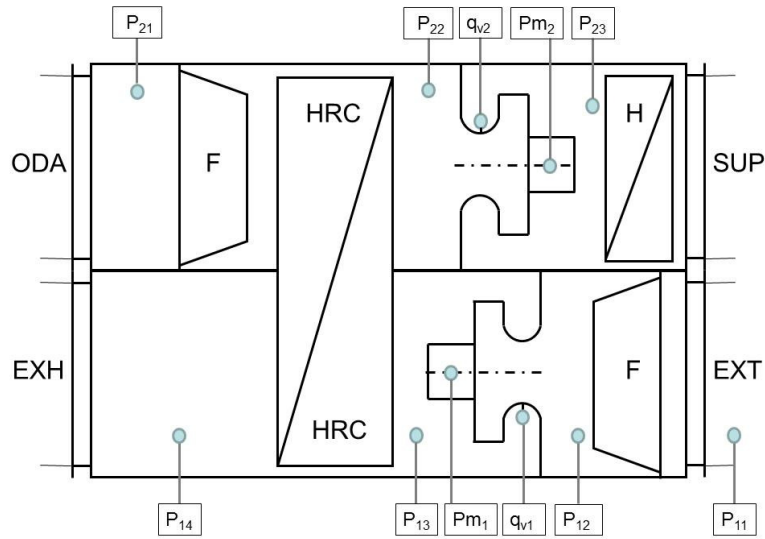 P₂₁ P₂₂ qᵥ₂ Pm₂ P₂₃
HRC H
ODA F SUP
EXH F EXT
HRC
P₁₄ P₁₃ Pm₁ qᵥ₁ P₁₂ P₁₁